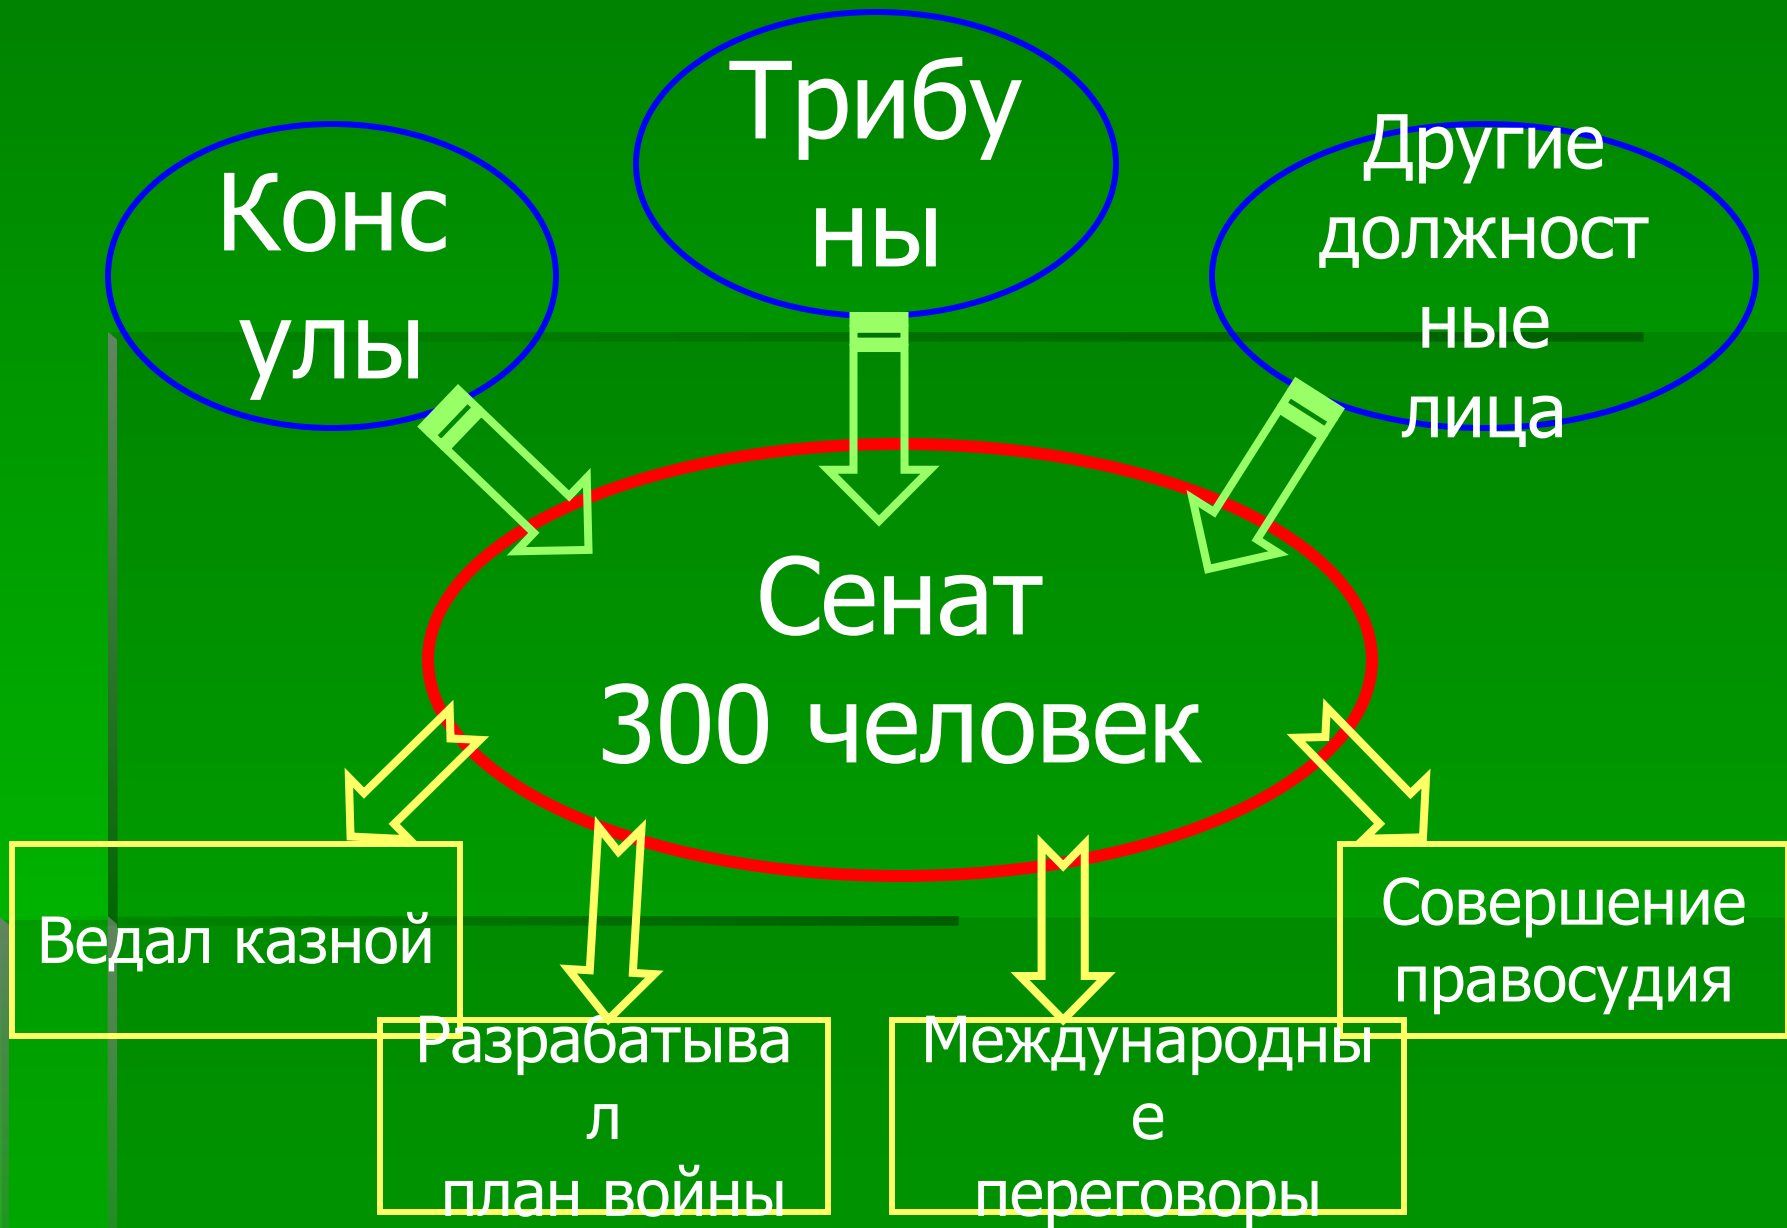 Трибу
ны
Конс
улы
Другие
должност
ные
лица
Сенат
300 человек
Ведал казной
Разрабатыва
л
план войны
Международны
е
переговоры
Совершение
правосудия